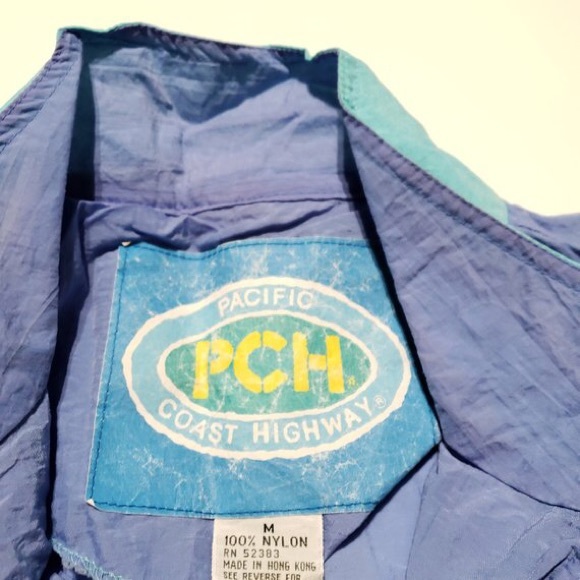 PACIFIC
PCH
COAST HIGHWAY®
M
100% NYLON
RN 52383
MADE IN HONG KONG
SEE REVERSE FOR